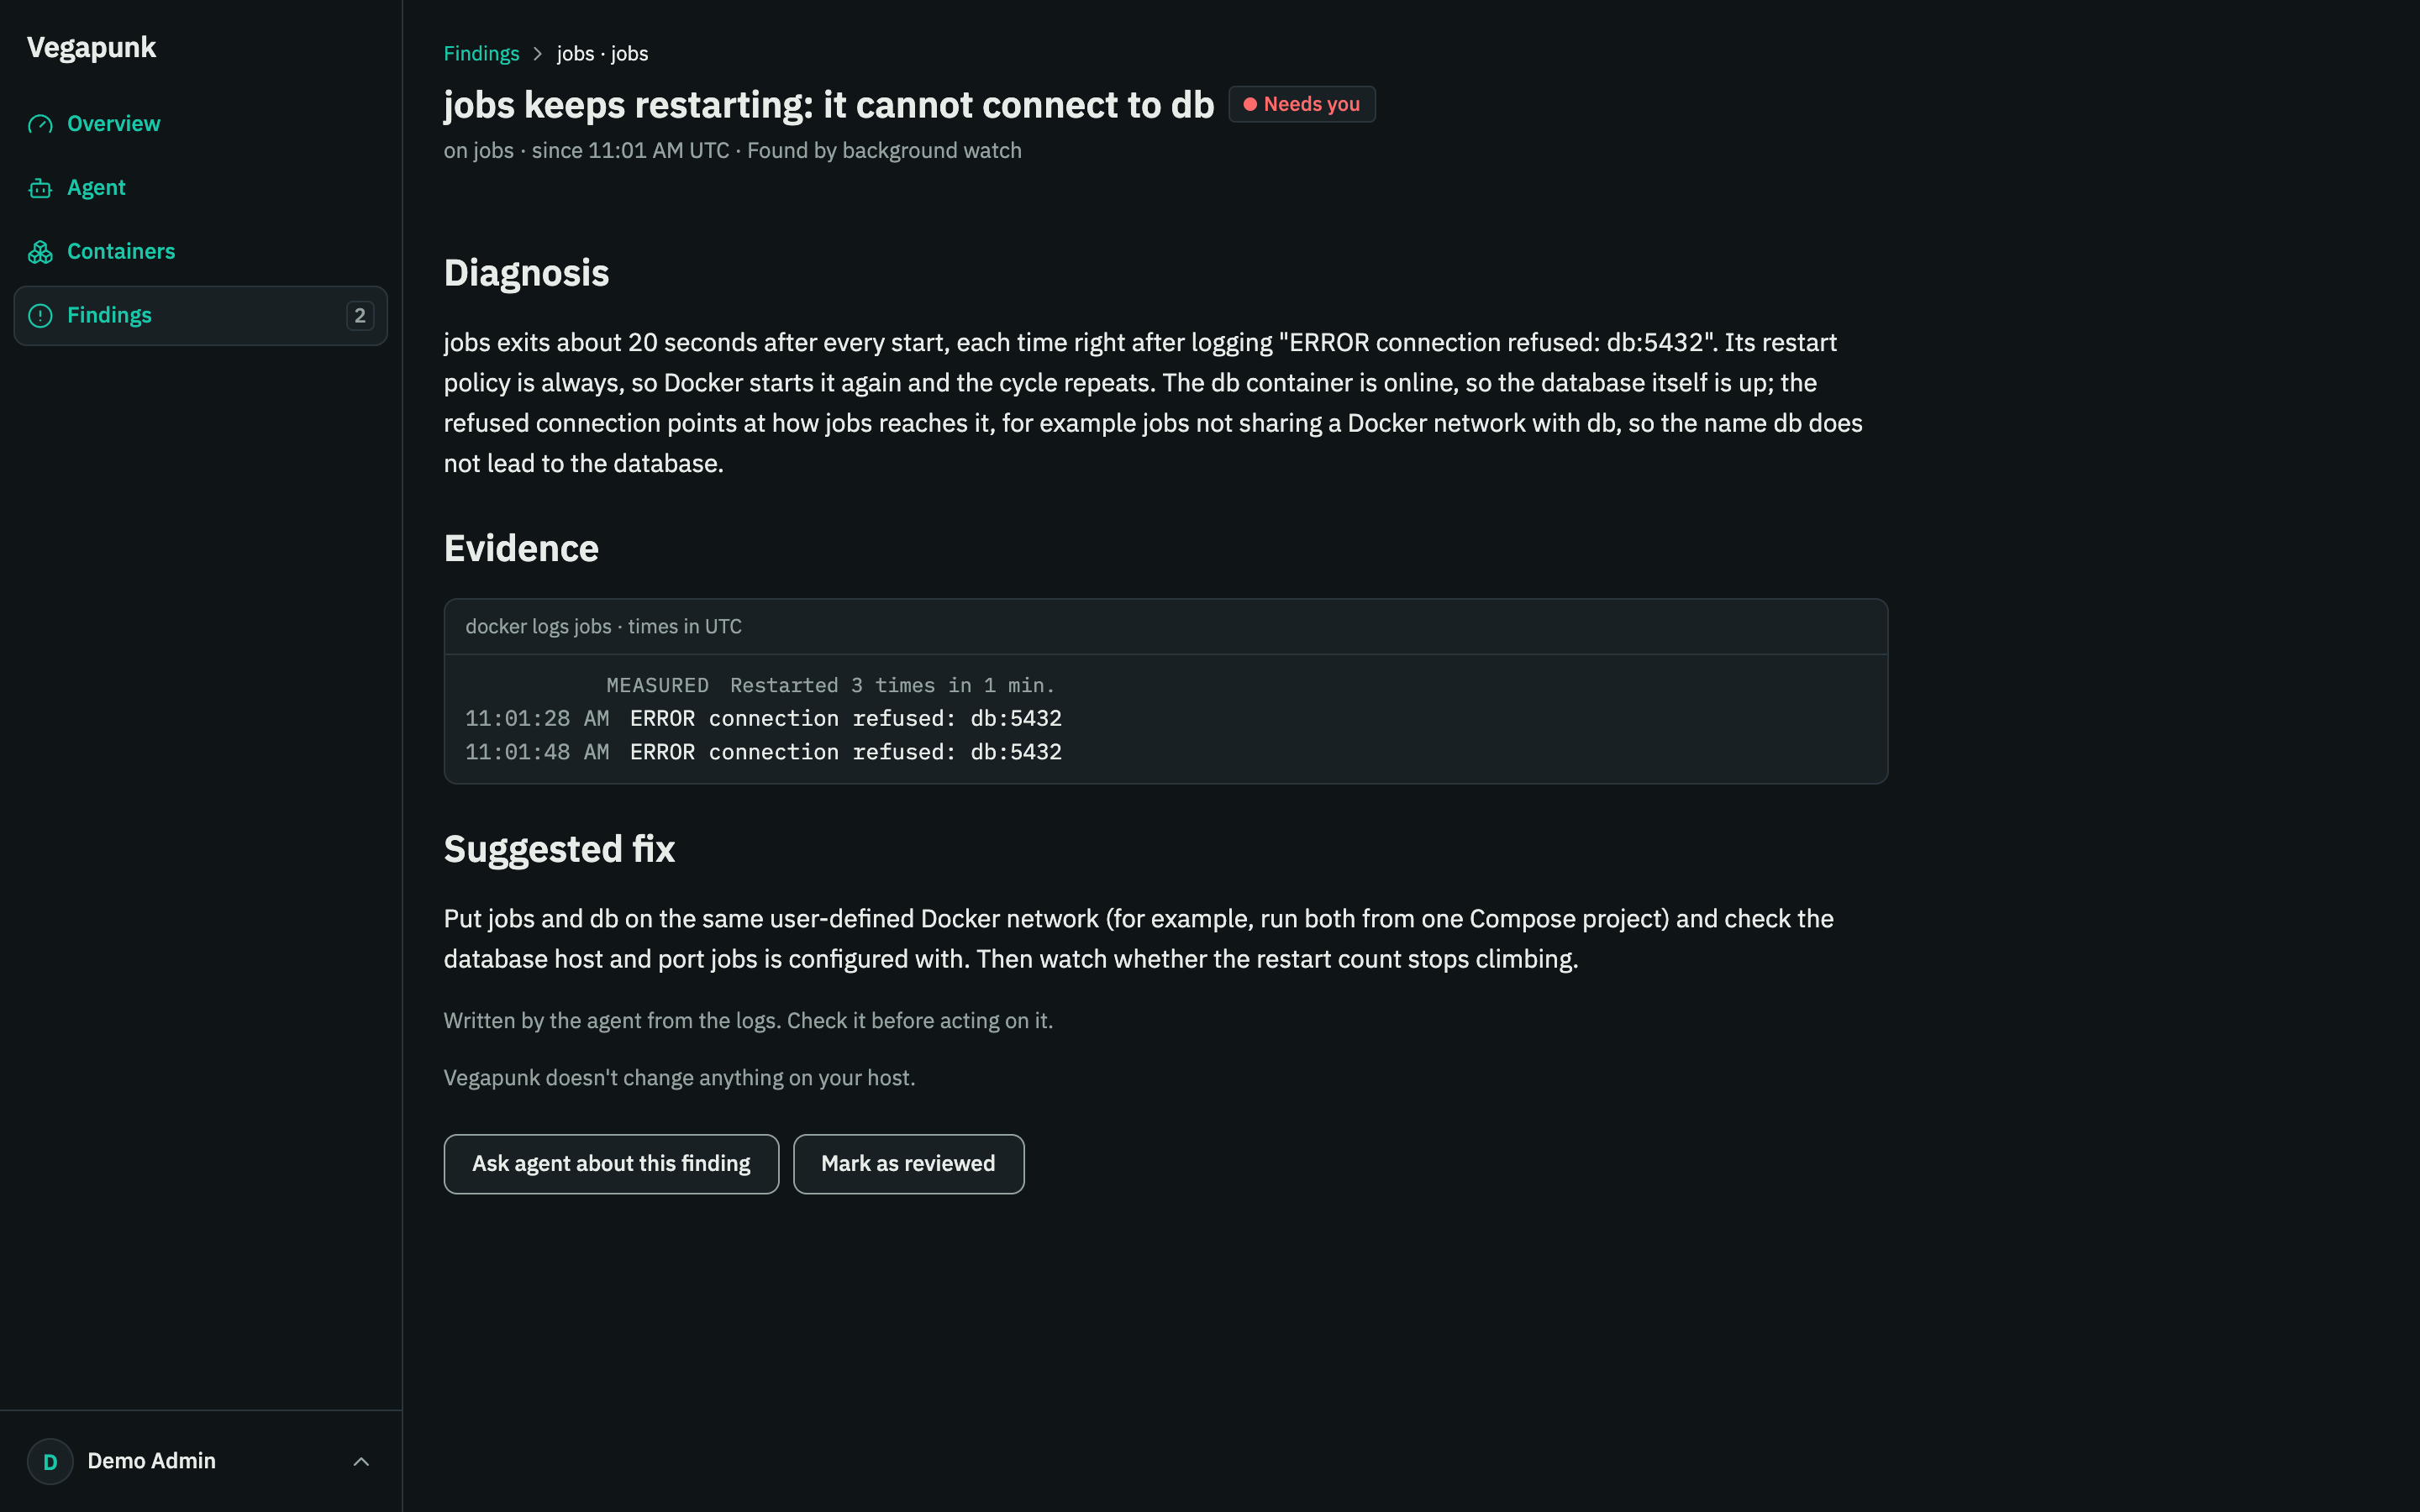 Vegapunk
Overview
Agent
Containers
Findings 2
Demo Admin
D
Findings > jobs · jobs
jobs keeps restarting: it cannot connect to db
Needs you
on jobs · since 11:01 AM UTC · Found by background watch
Diagnosis
jobs exits about 20 seconds after every start, each time right after logging "ERROR connection refused: db:5432". Its restart
policy is always, so Docker starts it again and the cycle repeats. The db container is online, so the database itself is up; the
refused connection points at how jobs reaches it, for example jobs not sharing a Docker network with db, so the name db does
not lead to the database.
Evidence
docker logs jobs · times in UTC
MEASURED Restarted 3 times in 1 min.
11:01:28 AM ERROR connection refused: db:5432
11:01:48 AM ERROR connection refused: db:5432
Suggested fix
Put jobs and db on the same user-defined Docker network (for example, run both from one Compose project) and check the
database host and port jobs is configured with. Then watch whether the restart count stops climbing.
Written by the agent from the logs. Check it before acting on it.
Vegapunk doesn't change anything on your host.
Ask agent about this finding
Mark as reviewed